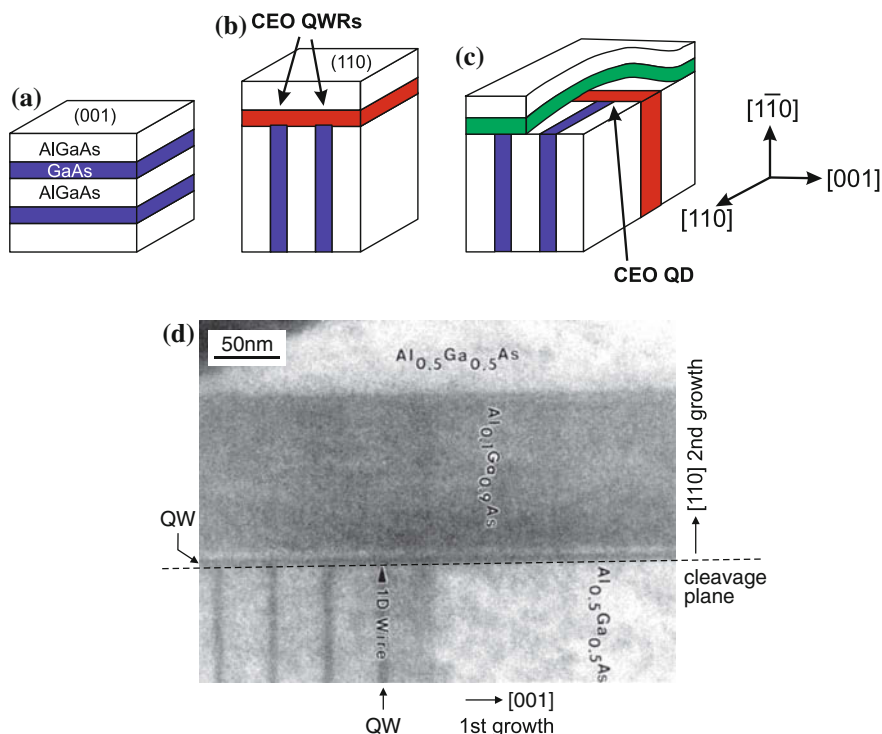 (a)
(001)
AlGaAs
GaAs
AlGaAs
(b)
CEO QWRs
(110)
(c)
CEO QD
[11̅0]
[001]
[110]
(d)
50nm
Al0.5Ga0.5As
Al0.1Ga0.9As
[110] 2nd growth
QW
cleavage
plane
1D Wire
Al0.5Ga0.5As
QW
[001]
1st growth